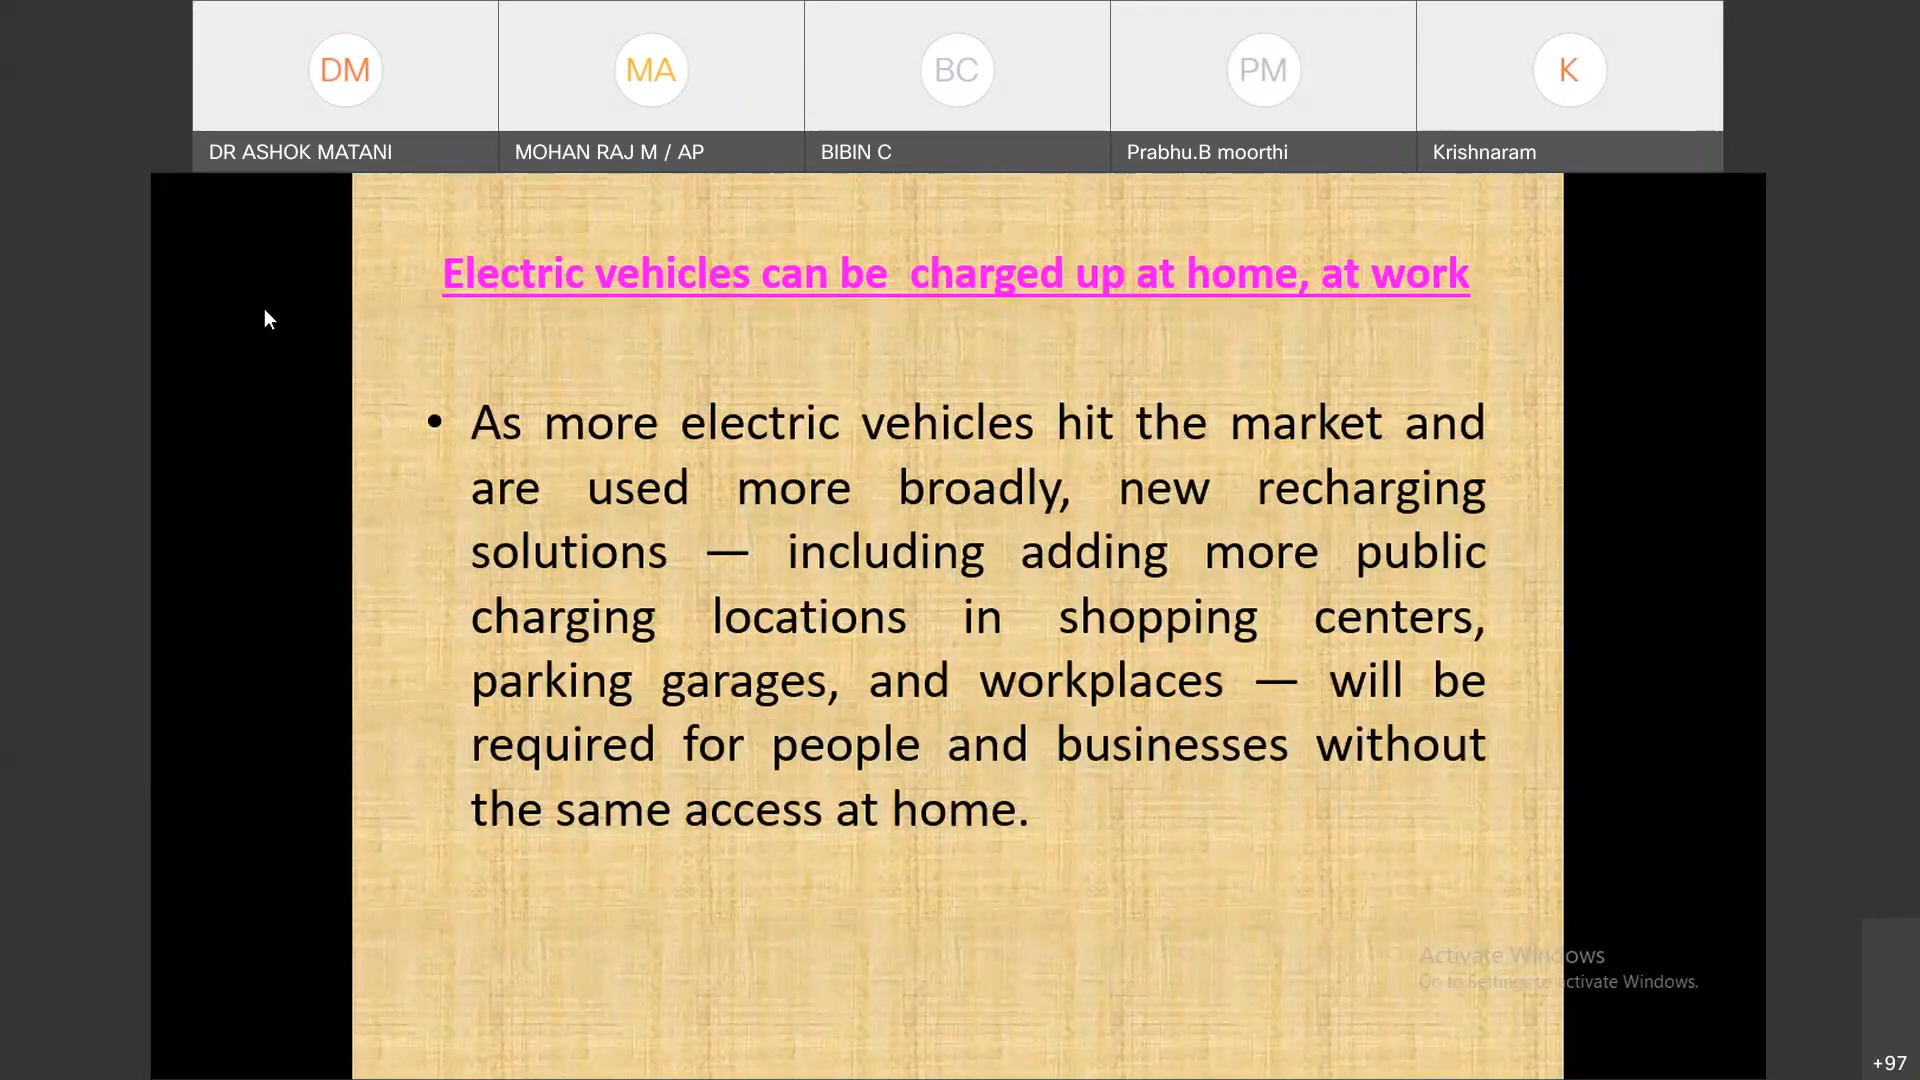 DM
MA
BC
PM
K
DR ASHOK MATANI
MOHAN RAJ M / AP
BIBIN C
Prabhu.B moorthi
Krishnaram
Electric vehicles can be  charged up at home, at work
• As more electric vehicles hit the market and
are used more broadly, new recharging
solutions — including adding more public
charging locations in shopping centers,
parking garages, and workplaces — will be
required for people and businesses without
the same access at home.
Activate Windows
Go to Settings to activate Windows.
+97